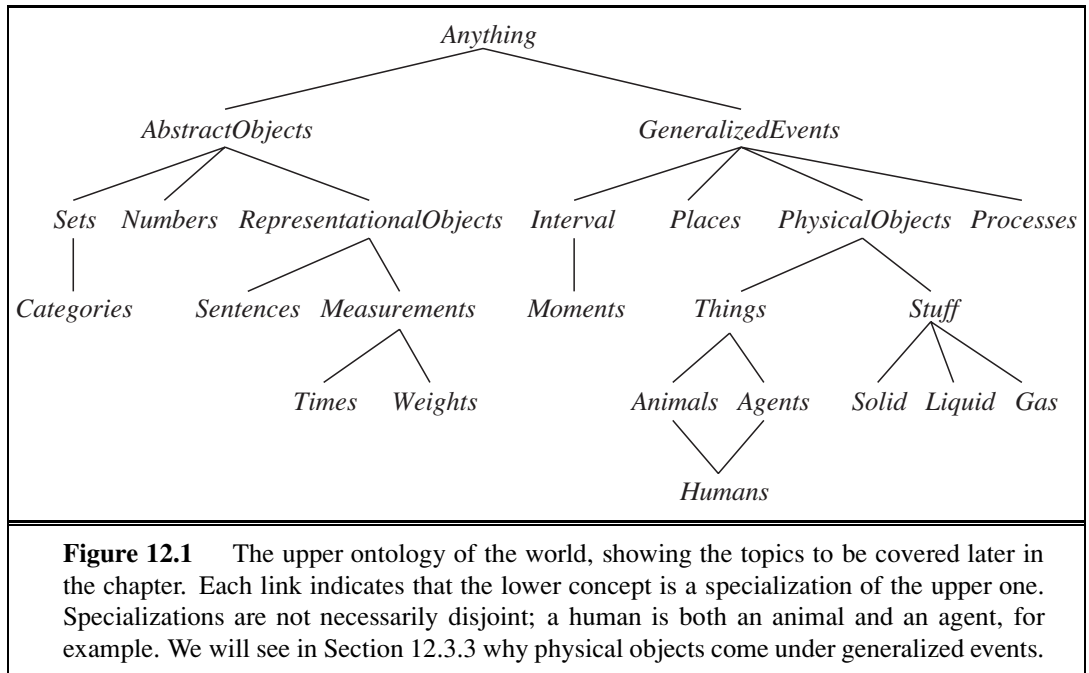 Anything
AbstractObjects GeneralizedEvents
Sets Numbers RepresentationalObjects Interval Places PhysicalObjects Processes
Categories Sentences Measurements Moments Things Stuff
Times Weights Animals Agents Solid Liquid Gas
Humans
Figure 12.1 The upper ontology of the world, showing the topics to be covered later in
the chapter. Each link indicates that the lower concept is a specialization of the upper one.
Specializations are not necessarily disjoint; a human is both an animal and an agent, for
example. We will see in Section 12.3.3 why physical objects come under generalized events.